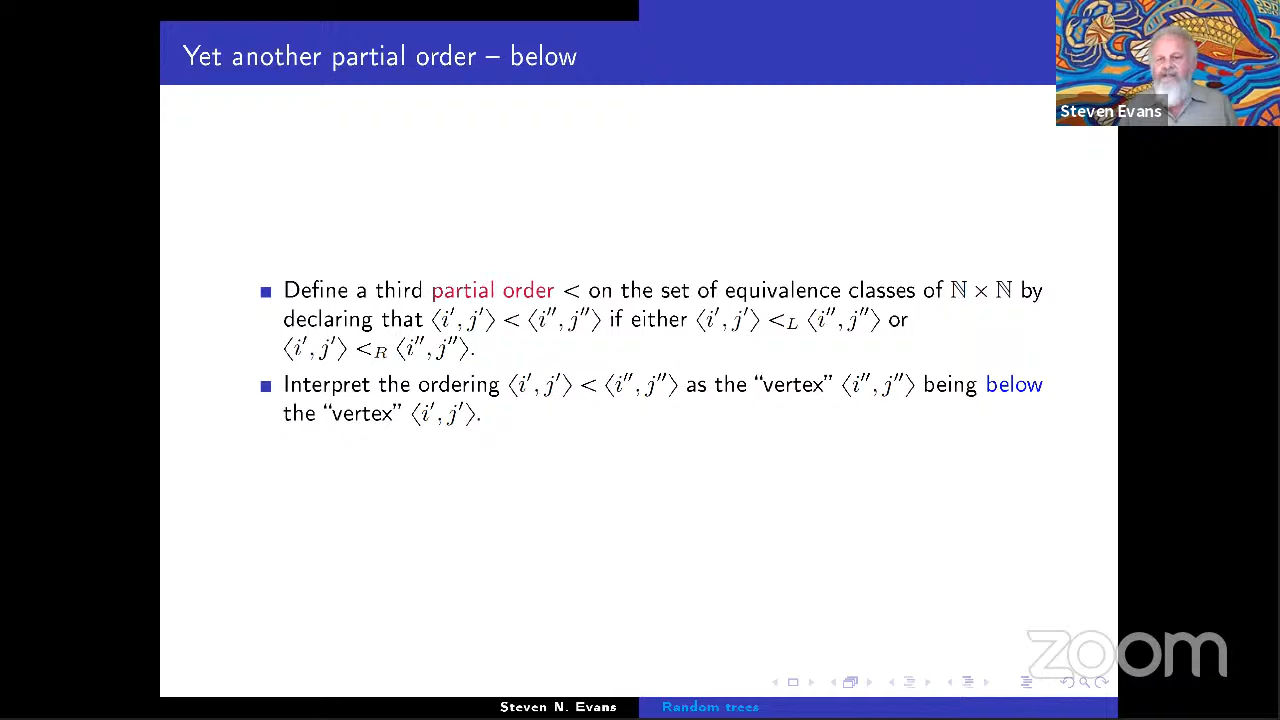 Yet another partial order – below
Steven Evans
Define a third partial order < on the set of equivalence classes of ℕ × ℕ by
declaring that ⟨i′, j′⟩ < ⟨i″, j″⟩ if either ⟨i′, j′⟩ <_L ⟨i″, j″⟩ or
⟨i′, j′⟩ <_R ⟨i″, j″⟩.
Interpret the ordering ⟨i′, j′⟩ < ⟨i″, j″⟩ as the “vertex” ⟨i″, j″⟩ being below
the “vertex” ⟨i′, j′⟩.
zoom
Steven N. Evans Random trees